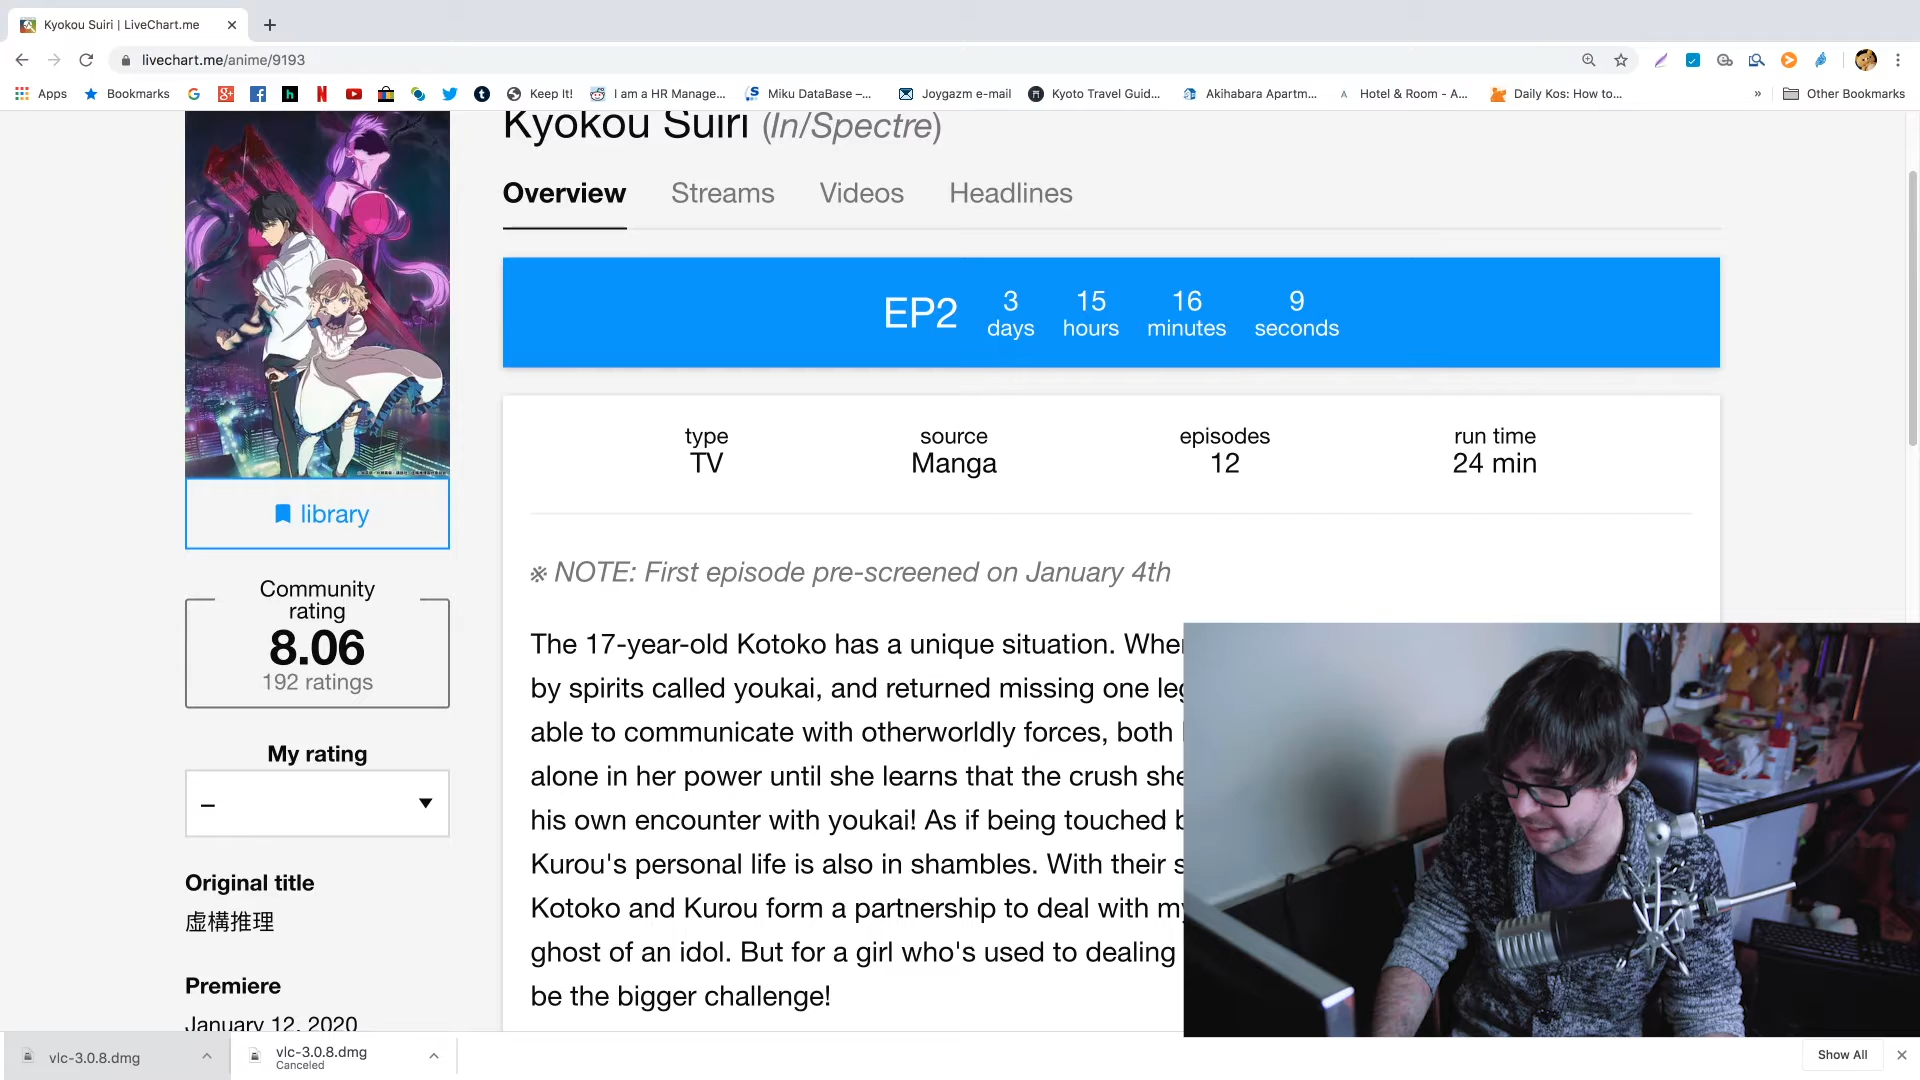 Kyokou Suiri | LiveChart.me
livechart.me/anime/9193
Apps
Bookmarks
Keep It!
I am a HR Manage...
Miku DataBase –...
Joygazm e-mail
Kyoto Travel Guid...
Akihabara Apartm...
Hotel & Room - A...
Daily Kos: How to...
»
Other Bookmarks
Kyokou Suiri (In/Spectre)
Overview
Streams
Videos
Headlines
EP2
3 days
15 hours
16 minutes
9 seconds
type
TV
source
Manga
episodes
12
run time
24 min
library
Community rating
8.06
192 ratings
My rating
–
Original title
虚構推理
Premiere
January 12, 2020
※ NOTE: First episode pre-screened on January 4th
The 17-year-old Kotoko has a unique situation. Whe
by spirits called youkai, and returned missing one leg
able to communicate with otherworldly forces, both
alone in her power until she learns that the crush she
his own encounter with youkai! As if being touched b
Kurou's personal life is also in shambles. With their s
Kotoko and Kurou form a partnership to deal with my
ghost of an idol. But for a girl who's used to dealing
be the bigger challenge!
vlc-3.0.8.dmg
vlc-3.0.8.dmg
Canceled
Show All